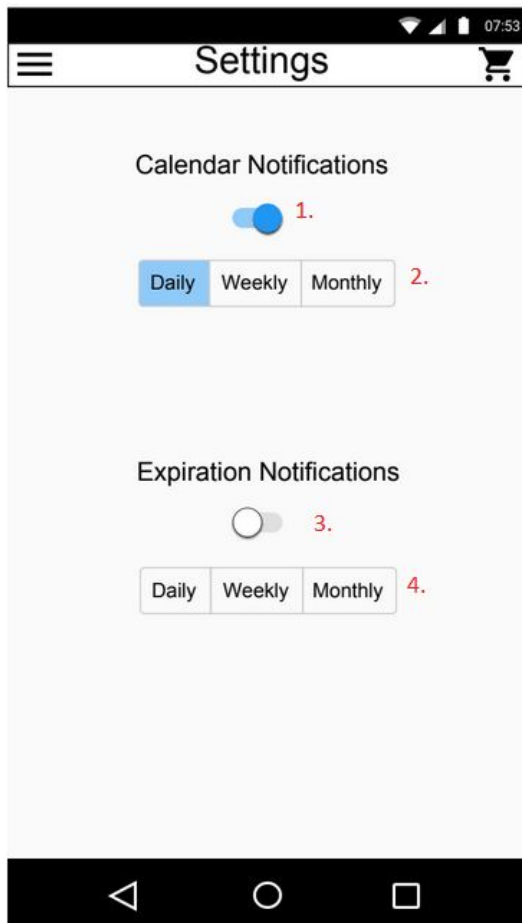 07:53
Settings
Calendar Notifications
1.
Daily Weekly Monthly 2.
Expiration Notifications
3.
Daily Weekly Monthly 4.